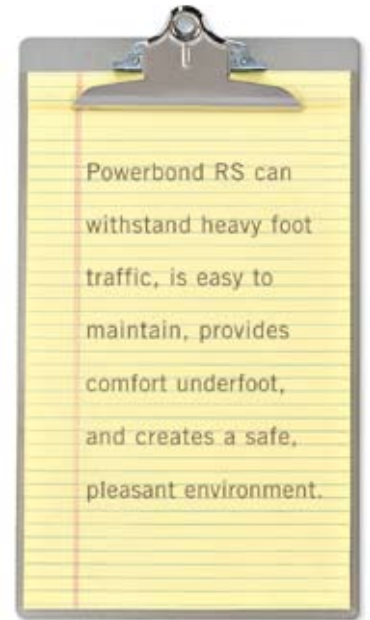 Powerbond RS can
withstand heavy foot
traffic, is easy to
maintain, provides
comfort underfoot,
and creates a safe,
pleasant environment.